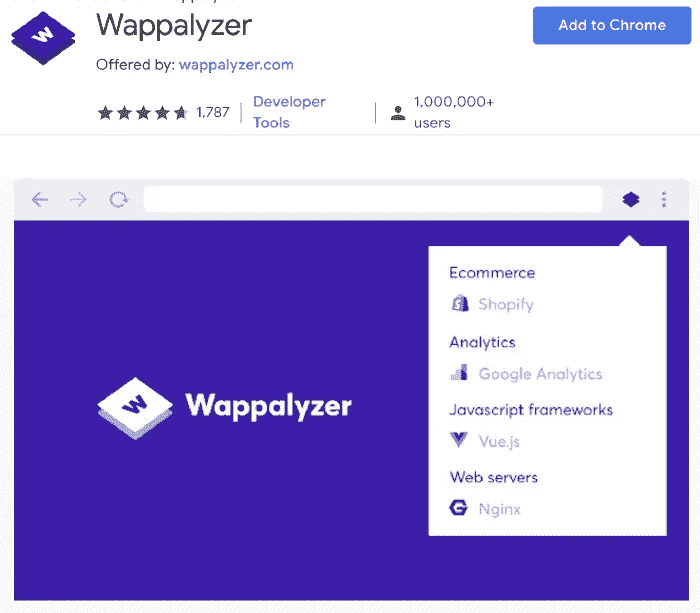 Wappalyzer
Add to Chrome
Offered by: wappalyzer.com
1,787
Developer
Tools
1,000,000+
users
Ecommerce
Shopify
Analytics
Google Analytics
Javascript frameworks
Vue.js
Web servers
Nginx
W Wappalyzer